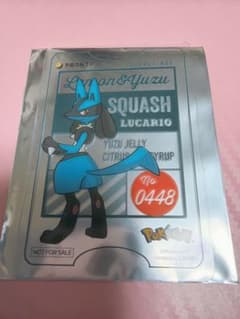 Lemon & Yuzu
SQUASH
LUCARIO
YUZU JELLY
CITRUS SYRUP
No
0448
NOT FOR SALE
Pokémon